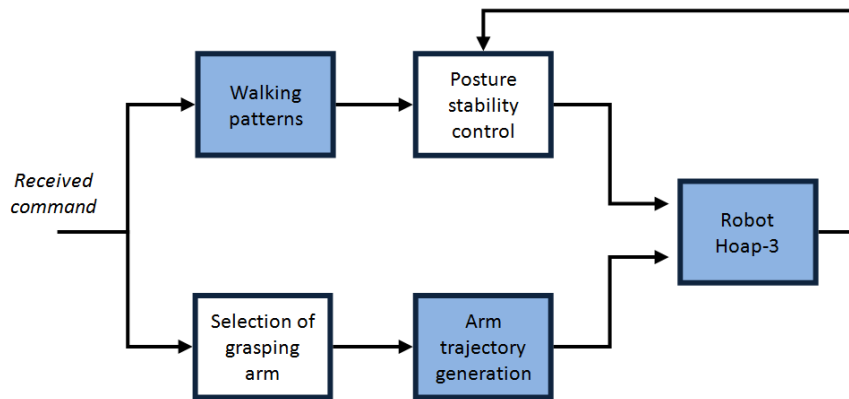 Walking
patterns
Posture
stability
control
Received
command
Robot
Hoap-3
Selection of
grasping
arm
Arm
trajectory
generation